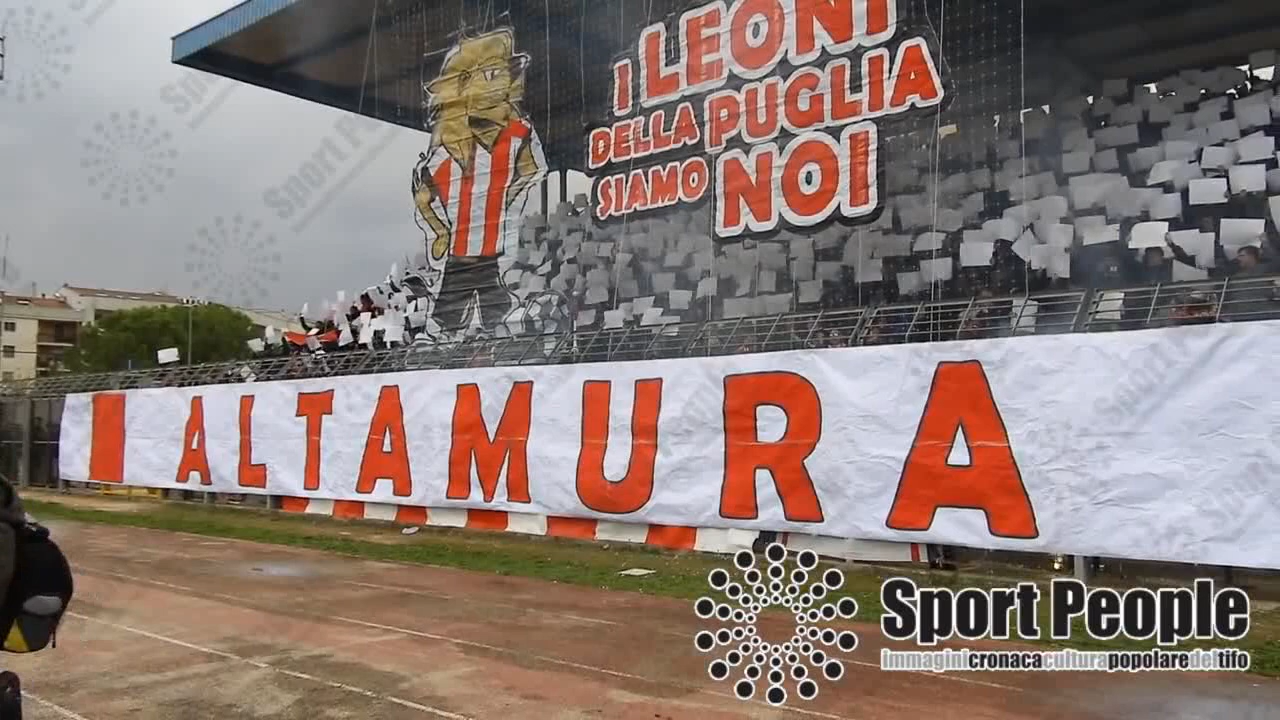 I LEONI
DELLA PUGLIA
SIAMO NOI
ALTAMURA
Sport People
immaginicronacaculturapopolaredeltifo